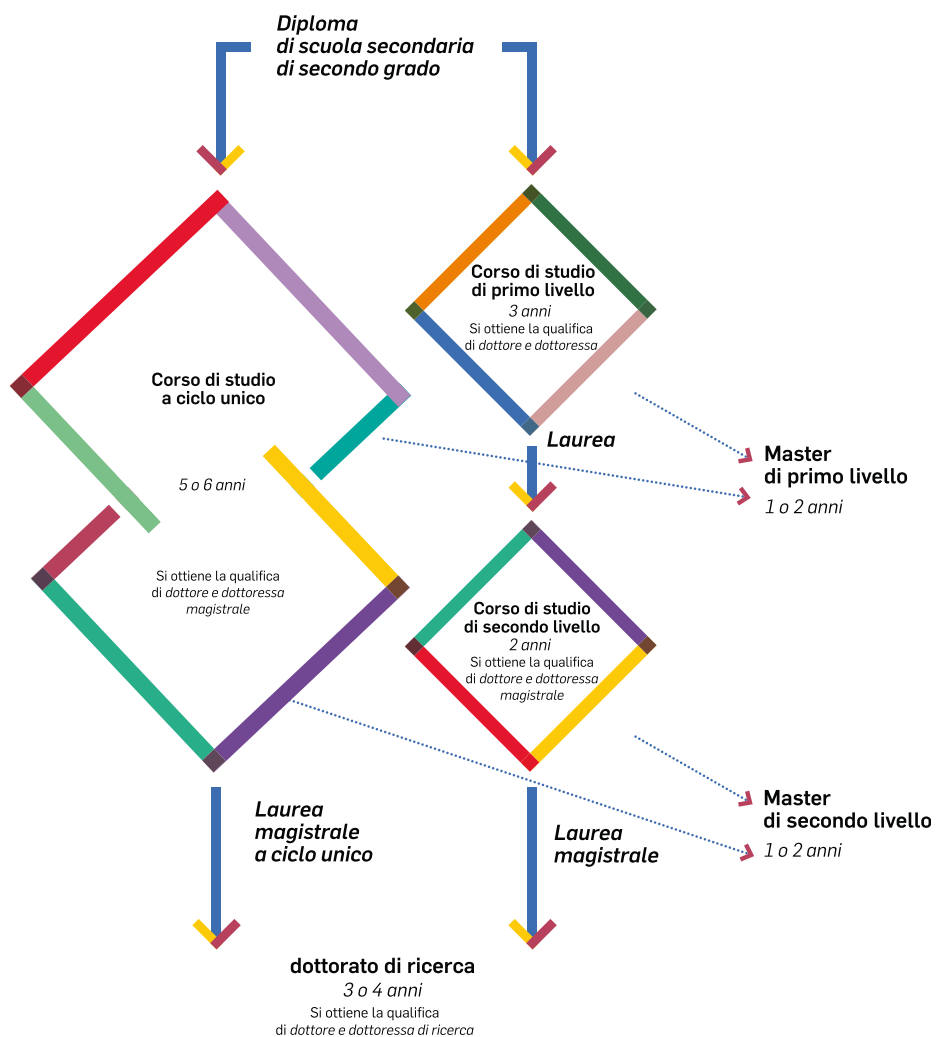 Diploma
di scuola secondaria
di secondo grado
Corso di studio
di primo livello
3 anni
Si ottiene la qualifica
di dottore e dottoressa
Corso di studio
a ciclo unico
5 o 6 anni
Si ottiene la qualifica
di dottore e dottoressa
magistrale
Laurea
Master
di primo livello
1 o 2 anni
Corso di studio
di secondo livello
2 anni
Si ottiene la qualifica
di dottore e dottoressa
magistrale
Master
di secondo livello
1 o 2 anni
Laurea
magistrale
a ciclo unico
Laurea
magistrale
dottorato di ricerca
3 o 4 anni
Si ottiene la qualifica
di dottore e dottoressa di ricerca